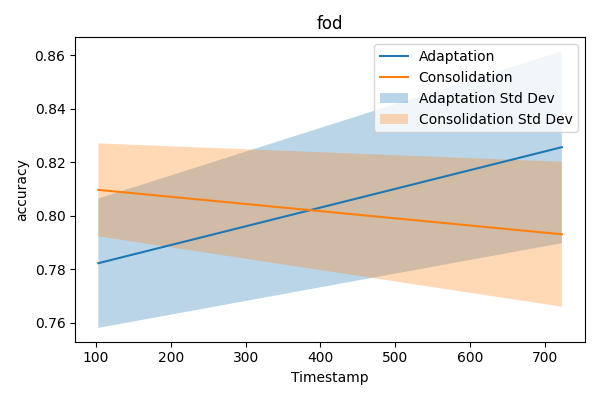 fod
Adaptation
Consolidation
Adaptation Std Dev
Consolidation Std Dev
accuracy
0.86
0.84
0.82
0.80
0.78
0.76
100
200
300
400
500
600
700
Timestamp